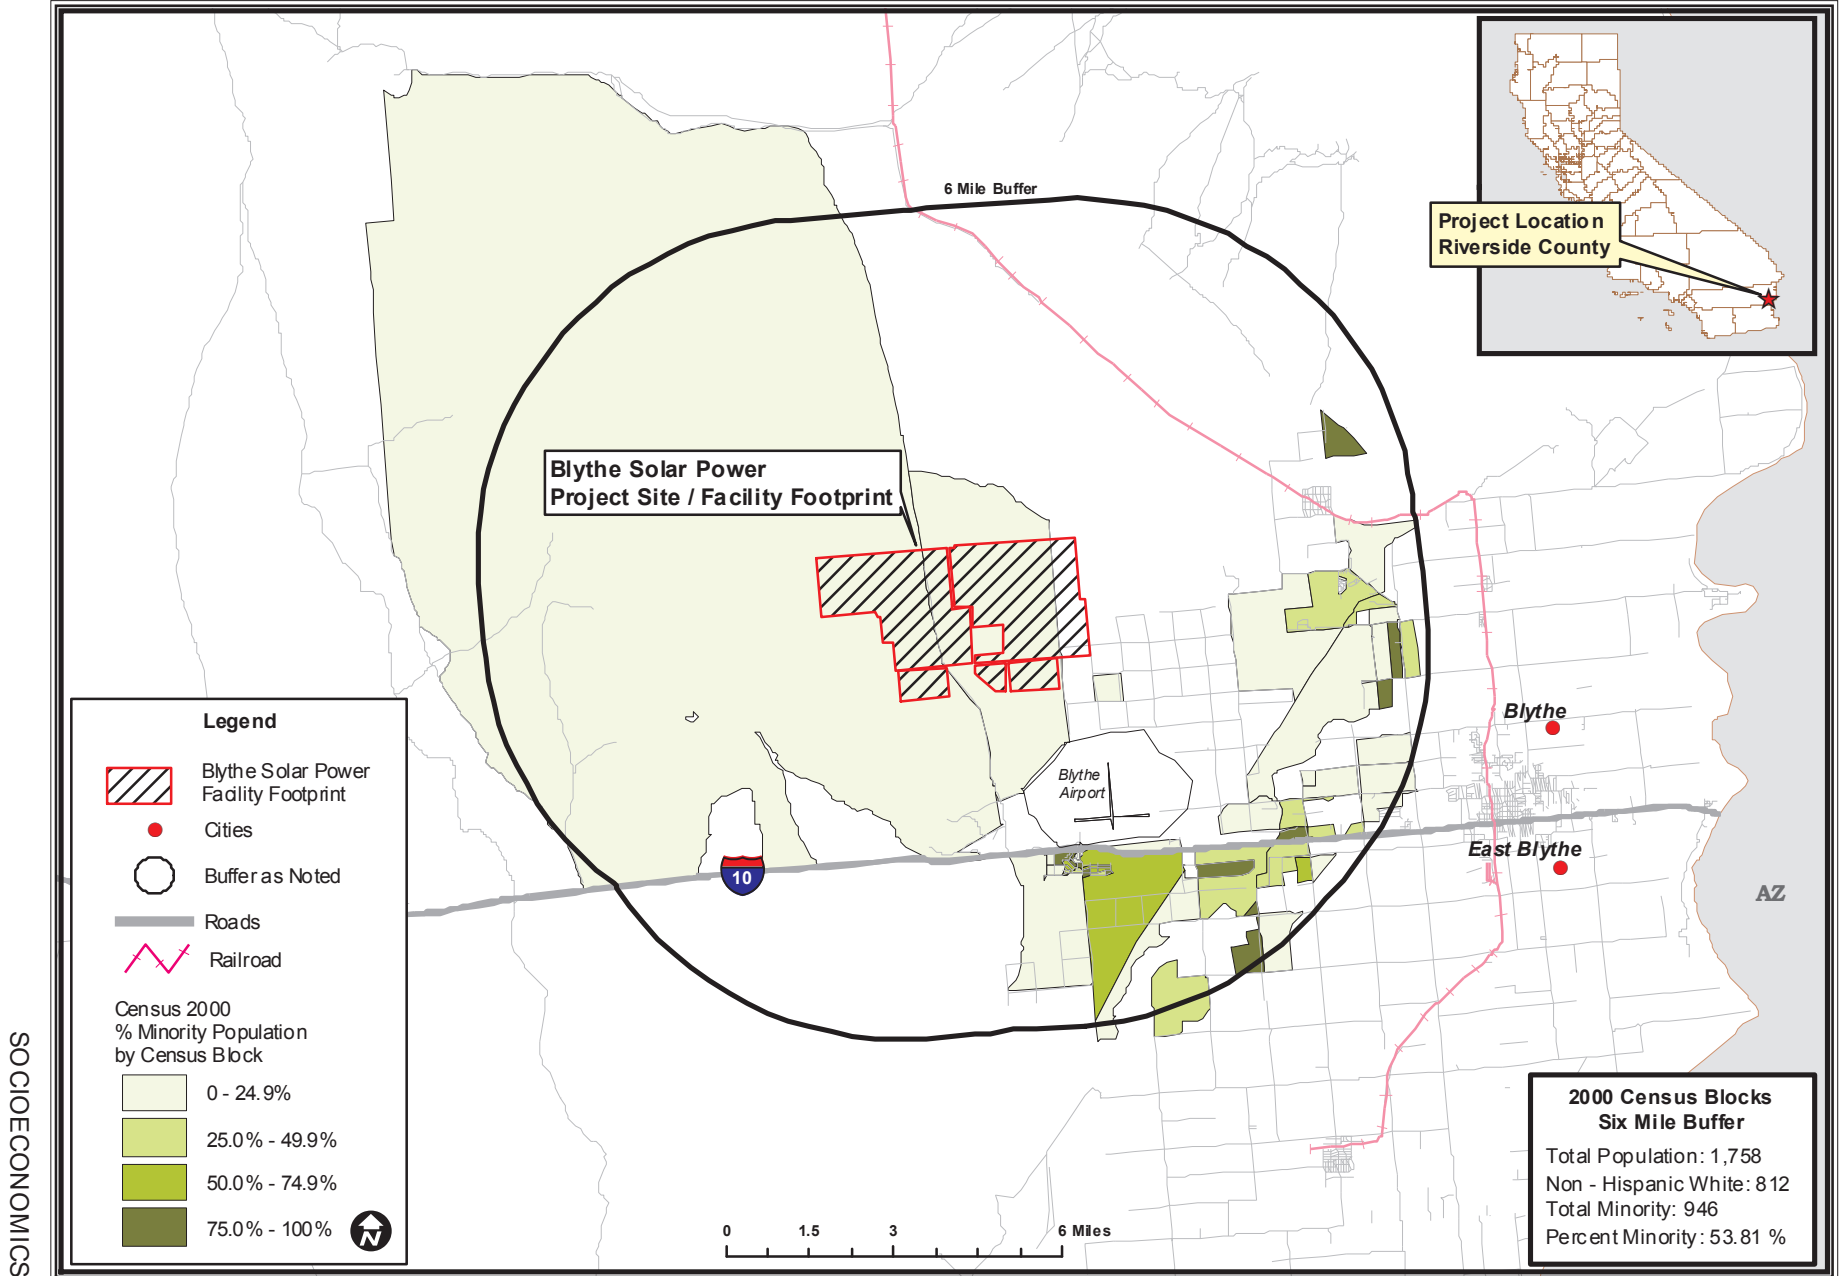 6 Mile Buffer
Project Location
Riverside County
Blythe Solar Power
Project Site / Facility Footprint
Blythe
Airport
Blythe
East Blythe
10
AZ
Legend
Blythe Solar Power
Facility Footprint
Cities
Buffer as Noted
Roads
Railroad
Census 2000
% Minority Population
by Census Block
0 - 24.9%
25.0% - 49.9%
50.0% - 74.9%
75.0% - 100%
N
0 1.5 3 6 Miles
2000 Census Blocks
Six Mile Buffer
Total Population: 1,758
Non - Hispanic White: 812
Total Minority: 946
Percent Minority: 53.81 %
SOCIOECONOMICS